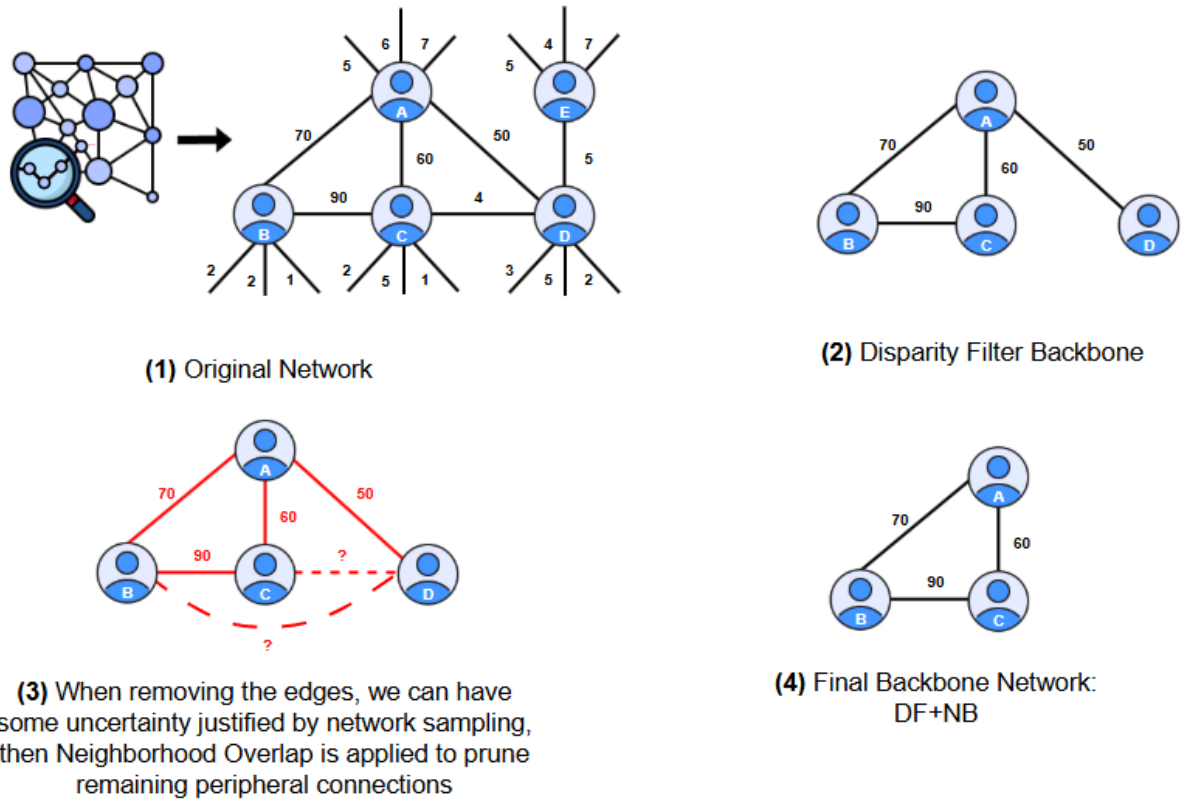 6 7
5
A
4 7
5
E
70
60
50
5
90
4
B
C
D
2 2 1
2 5 1
3 5 2
(1) Original Network
A
70
60
50
90
B
C
D
(2) Disparity Filter Backbone
A
70
60
50
90
?
B
C
D
?
(3) When removing the edges, we can have
some uncertainty justified by network sampling,
then Neighborhood Overlap is applied to prune
remaining peripheral connections
A
70
60
90
B
C
(4) Final Backbone Network:
DF+NB